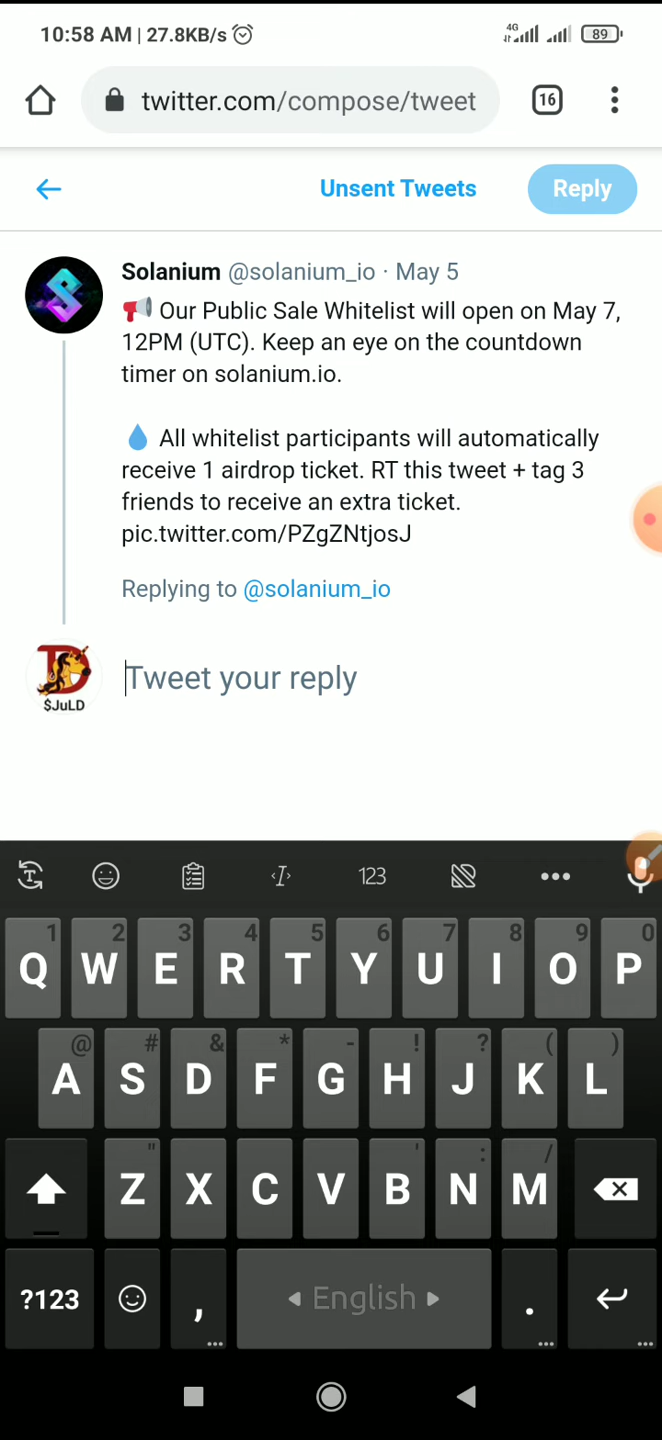 10:58 AM | 27.8KB/s 4G 89
twitter.com/compose/tweet 16
Unsent Tweets Reply
Solanium @solanium_io · May 5
📢 Our Public Sale Whitelist will open on May 7,
12PM (UTC). Keep an eye on the countdown
timer on solanium.io.
💧 All whitelist participants will automatically
receive 1 airdrop ticket. RT this tweet + tag 3
friends to receive an extra ticket.
pic.twitter.com/PZgZNtjosJ
Replying to @solanium_io
Tweet your reply
D
$JuLD
T 123
1 2 3 4 5 6 7 8 9 0
Q W E R T Y U I O P
@ # & * - ! ? ( )
A S D F G H J K L
" ' : /
Z X C V B N M
?123 , English .